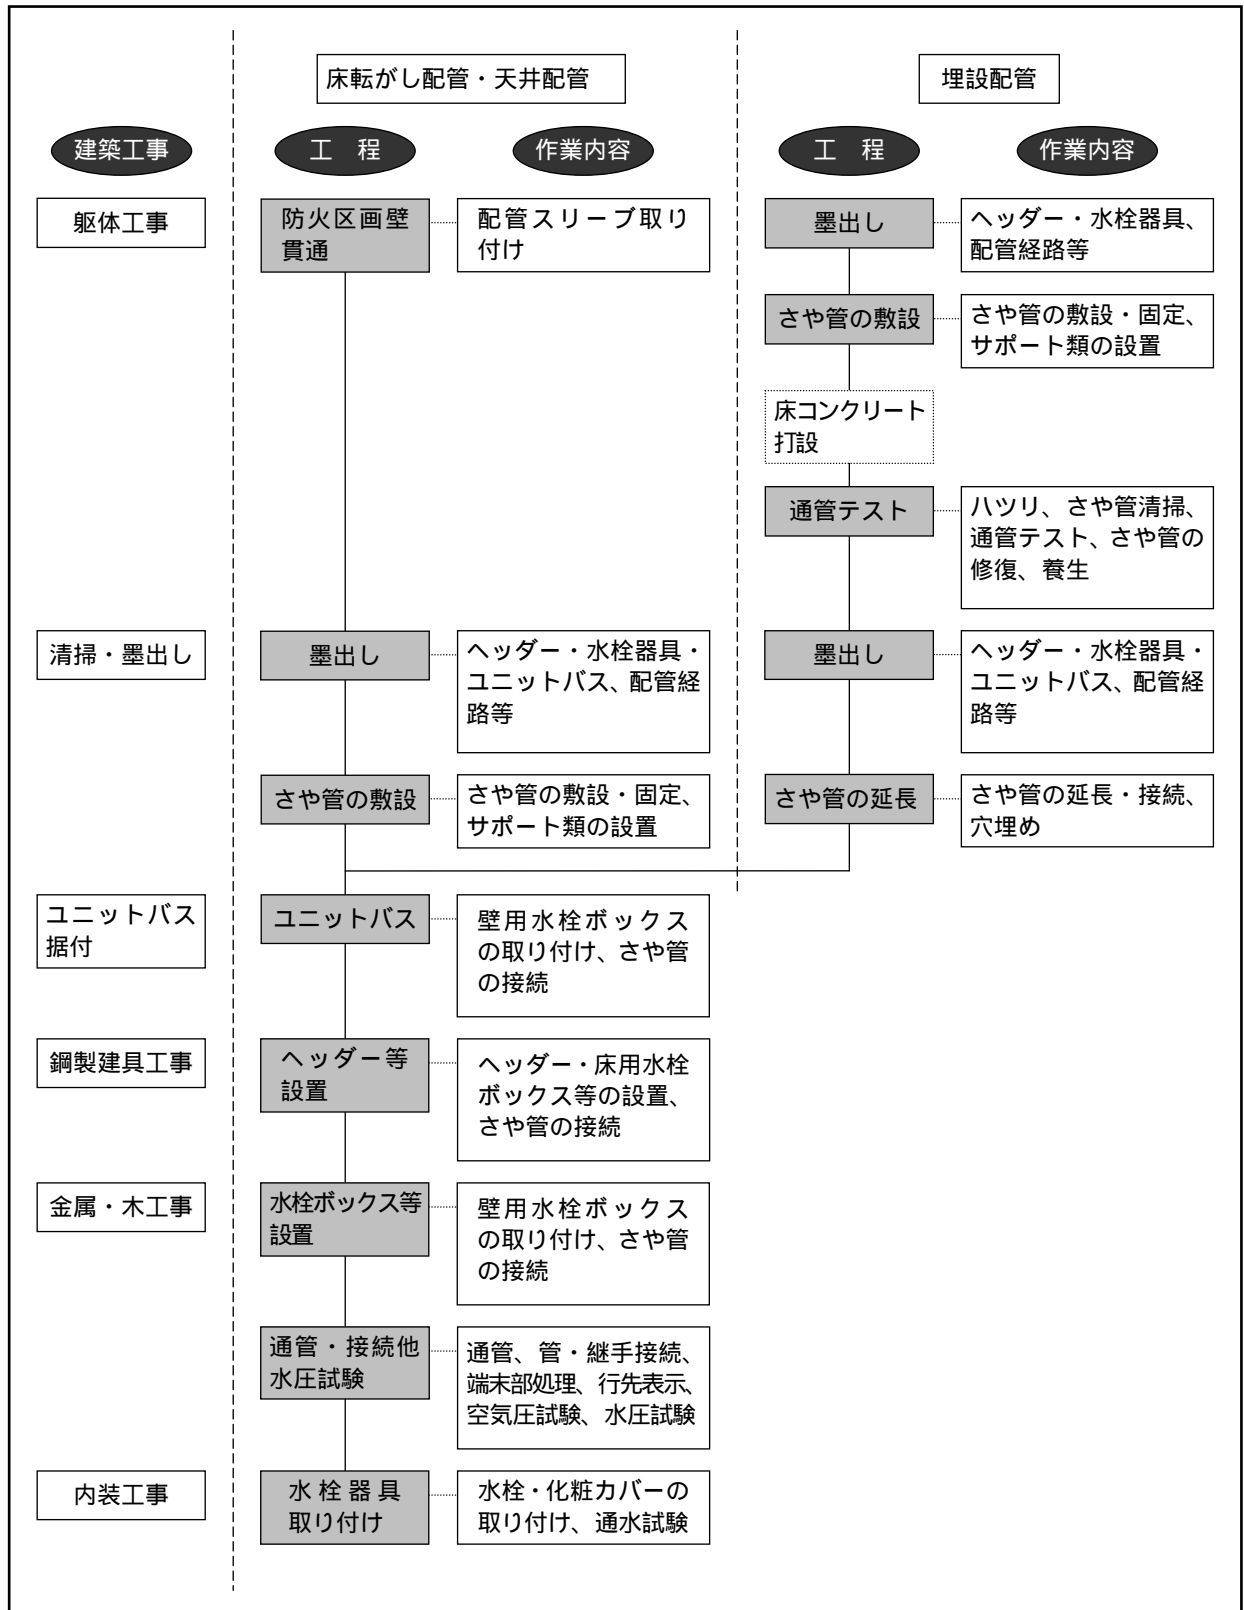 床転がし配管・天井配管
埋設配管
建築工事
工　程
作業内容
工　程
作業内容
躯体工事
防火区画壁
貫通
配管スリーブ取り
付け
墨出し
ヘッダー・水栓器具、
配管経路等
さや管の敷設
さや管の敷設・固定、
サポート類の設置
床コンクリート
打設
通管テスト
ハツリ、さや管清掃、
通管テスト、さや管の
修復、養生
清掃・墨出し
墨出し
ヘッダー・水栓器具・
ユニットバス、配管経
路等
墨出し
ヘッダー・水栓器具・
ユニットバス、配管経
路等
さや管の敷設
さや管の敷設・固定、
サポート類の設置
さや管の延長
さや管の延長・接続、
穴埋め
ユニットバス
据付
ユニットバス
壁用水栓ボックス
の取り付け、さや管
の接続
鋼製建具工事
ヘッダー等
設置
ヘッダー・床用水栓
ボックス等の設置、
さや管の接続
金属・木工事
水栓ボックス等
設置
壁用水栓ボックス
の取り付け、さや管
の接続
通管・接続他
水圧試験
通管、管・継手接続、
端末部処理、行先表示、
空気圧試験、水圧試験
内装工事
水栓器具
取り付け
水栓・化粧カバーの
取り付け、通水試験